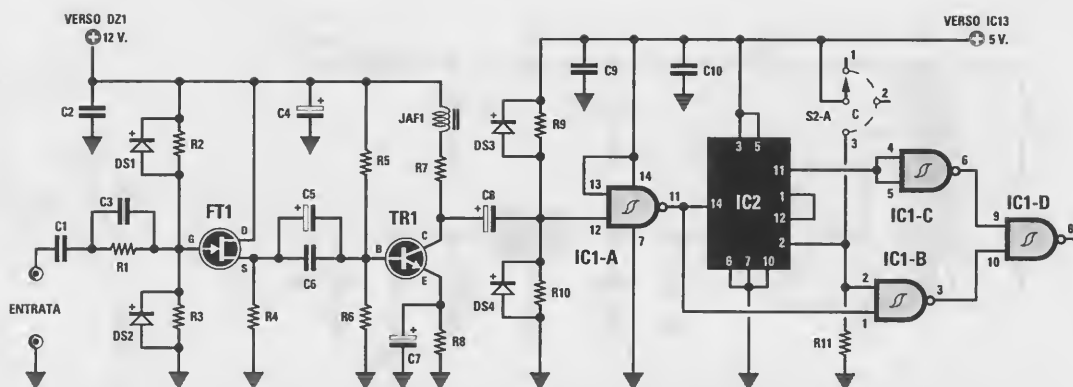 VERSO DZ1
12 V.
VERSO IC13
5 V.
C2
DS1
R2
C4
R5
JAF1
R7
DS3
R9
C9
C10
S2-A
1
C
2
3
C1
C3
R1
G
FT1
D
S
C5
C6
B
TR1
C
E
C8
13
12
14
7
11
IC1-A
14
IC2
3
5
11
1
12
2
6
7
10
4
5
6
IC1-C
9
10
IC1-D
8
2
1
3
IC1-B
ENTRATA
DS2
R3
R4
R6
C7
R8
DS4
R10
R11